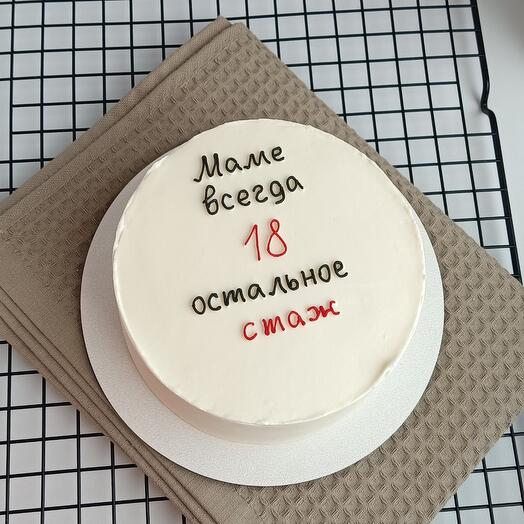 Маме
всегда
18
остальное
стаж